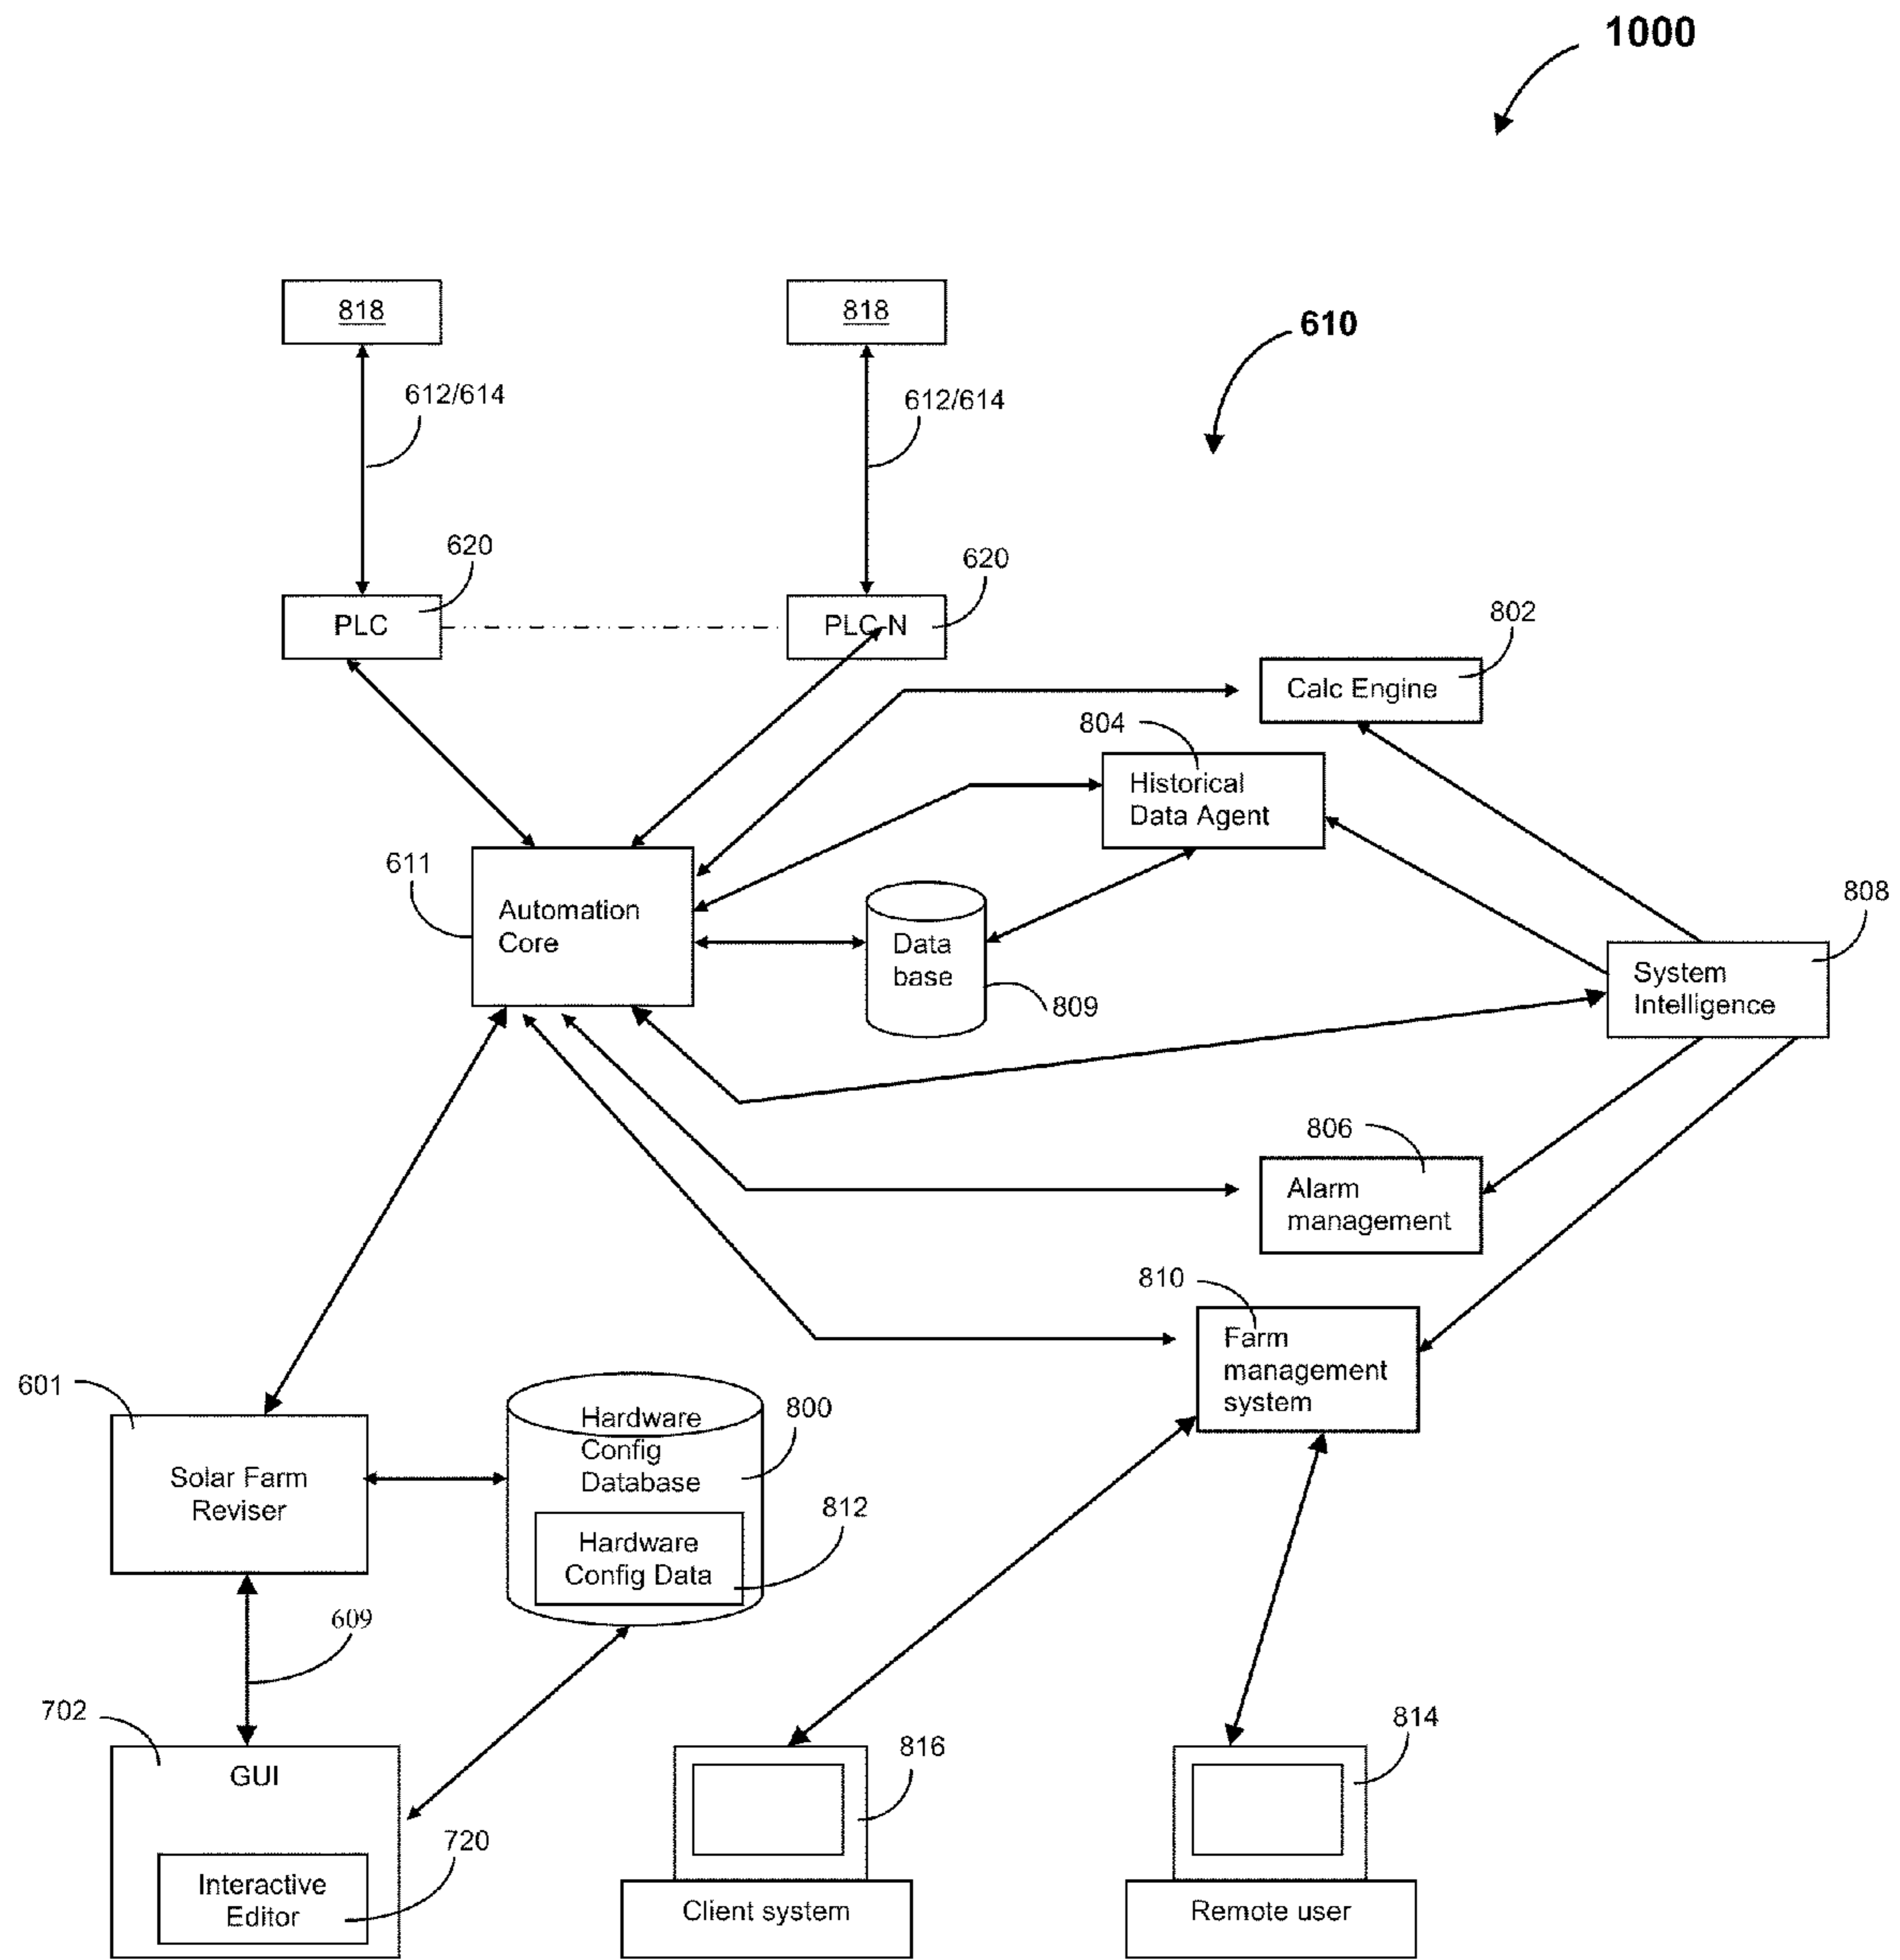 1000
818
818
610
612/614
612/614
620
620
PLC
PLC-N
802
Calc Engine
804
Historical
Data Agent
611
Automation
Core
Data
base
809
808
System
Intelligence
806
Alarm
management
810
Farm
management
system
601
Solar Farm
Reviser
Hardware
Config
Database
800
812
Hardware
Config Data
609
702
GUI
720
Interactive
Editor
816
Client system
814
Remote user